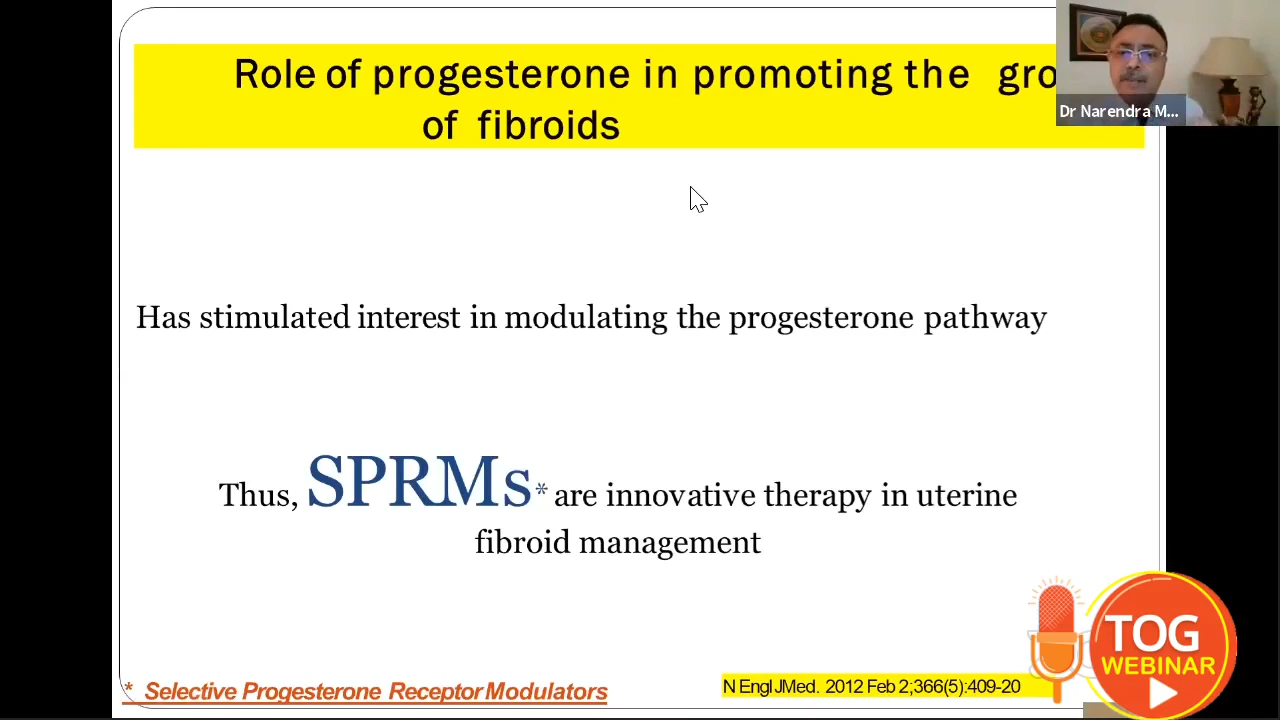 Role of progesterone in promoting the gro
of fibroids
Dr Narendra M...
Has stimulated interest in modulating the progesterone pathway
Thus, SPRMs* are innovative therapy in uterine
fibroid management
* Selective Progesterone Receptor Modulators
N Engl J Med. 2012 Feb 2;366(5):409-20
TOG
WEBINAR